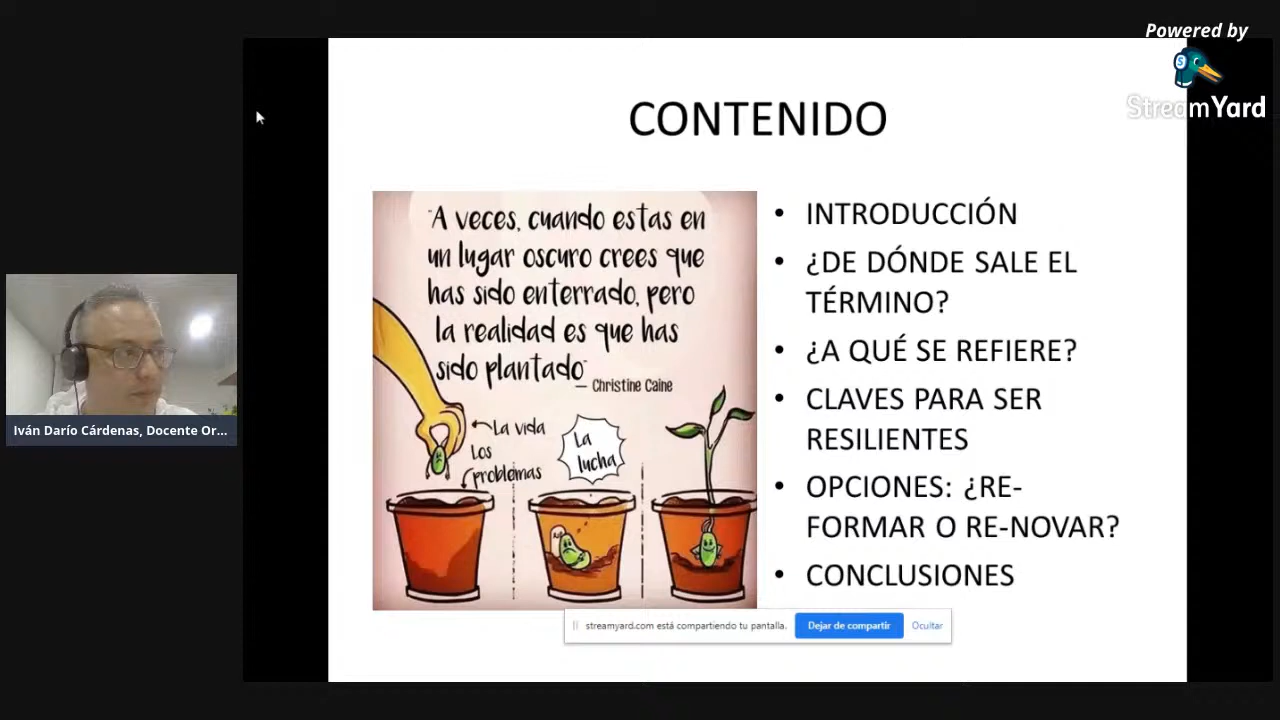 Powered by
StreamYard
CONTENIDO
"A veces, cuando estas en
un lugar oscuro crees que
has sido enterrado, pero
la realidad es que has
sido plantado"
— Christine Caine
La vida
Los
problemas
La
lucha
• INTRODUCCIÓN
• ¿DE DÓNDE SALE EL
TÉRMINO?
• ¿A QUÉ SE REFIERE?
• CLAVES PARA SER
RESILIENTES
• OPCIONES: ¿RE-
FORMAR O RE-NOVAR?
• CONCLUSIONES
Iván Darío Cárdenas, Docente Or...
streamyard.com está compartiendo tu pantalla.
Dejar de compartir
Ocultar